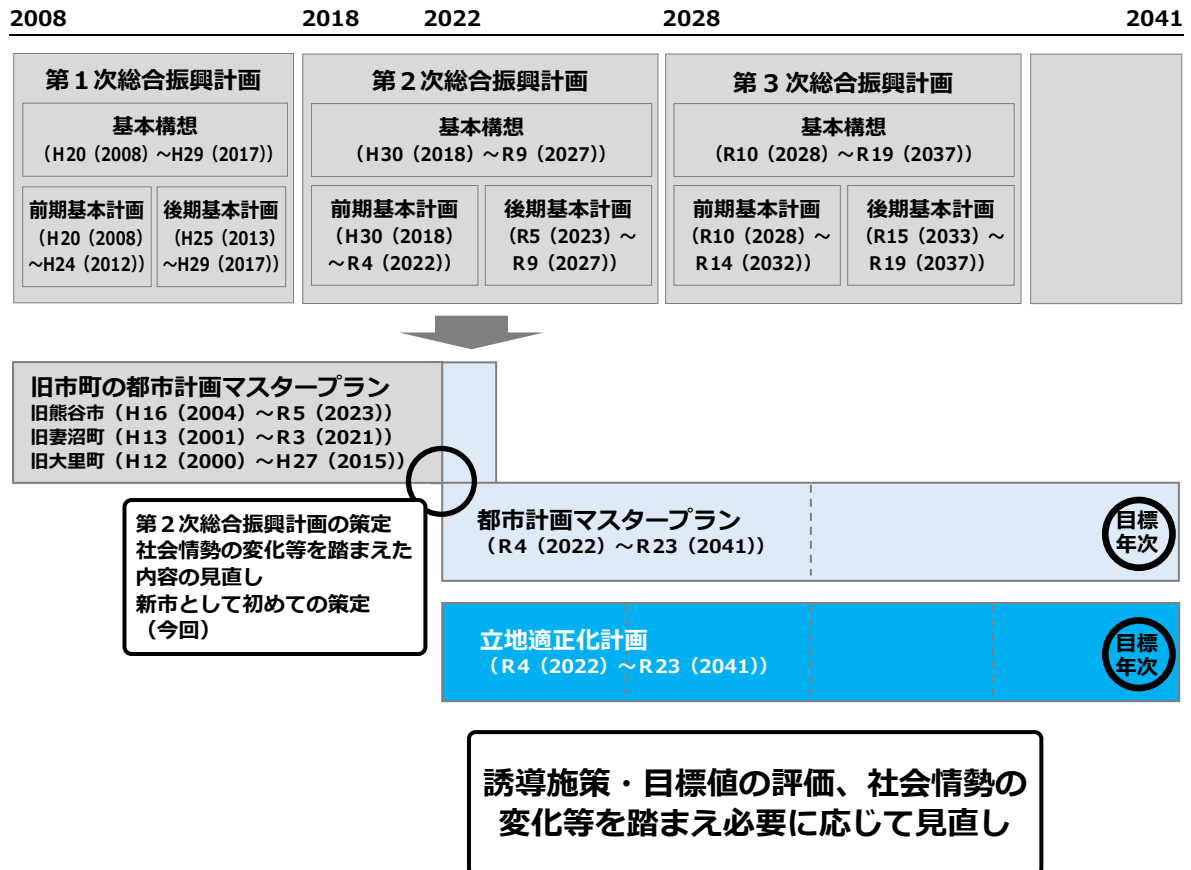 2008 2018 2022 2028 2041
第１次総合振興計画
基本構想
（H20（2008）～H29（2017））
前期基本計画
（H20（2008）
～H24（2012））
後期基本計画
（H25（2013）
～H29（2017））
第２次総合振興計画
基本構想
（H30（2018）～R９（2027））
前期基本計画
（H30（2018）
～R４（2022））
後期基本計画
（R５（2023）～
R９（2027））
第３次総合振興計画
基本構想
（R10（2028）～R19（2037））
前期基本計画
（R10（2028）～
R14（2032））
後期基本計画
（R15（2033）～
R19（2037））
旧市町の都市計画マスタープラン
旧熊谷市（H16（2004）～R５（2023））
旧妻沼町（H13（2001）～R３（2021））
旧大里町（H12（2000）～H27（2015））
第２次総合振興計画の策定
社会情勢の変化等を踏まえた
内容の見直し
新市として初めての策定
（今回）
都市計画マスタープラン
（R４（2022）～R23（2041））
目標
年次
立地適正化計画
（R４（2022）～R23（2041））
目標
年次
誘導施策・目標値の評価、社会情勢の
変化等を踏まえ必要に応じて見直し